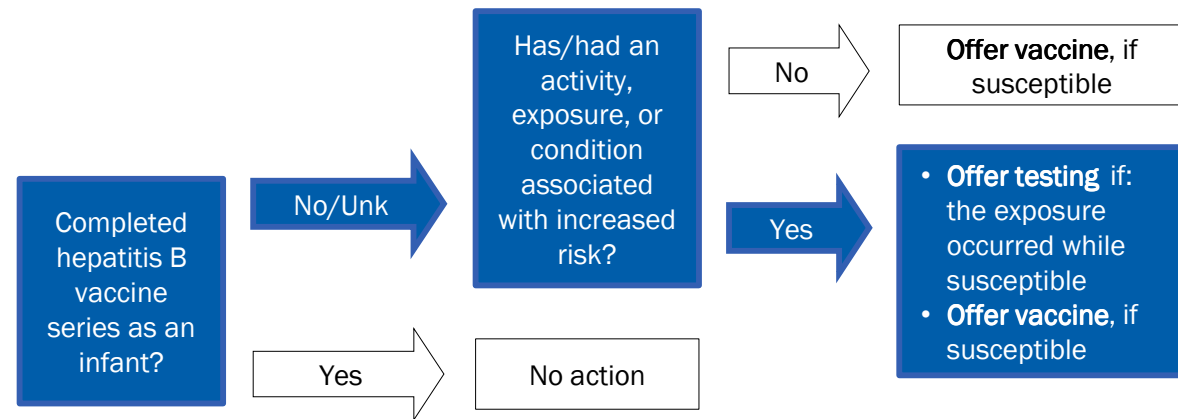 Completed
hepatitis B
vaccine
series as an
infant?
No/Unk
Has/had an
activity,
exposure, or
condition
associated
with increased
risk?
No
Offer vaccine, if
susceptible
Yes
• Offer testing if:
the exposure
occurred while
susceptible
• Offer vaccine, if
susceptible
Yes
No action